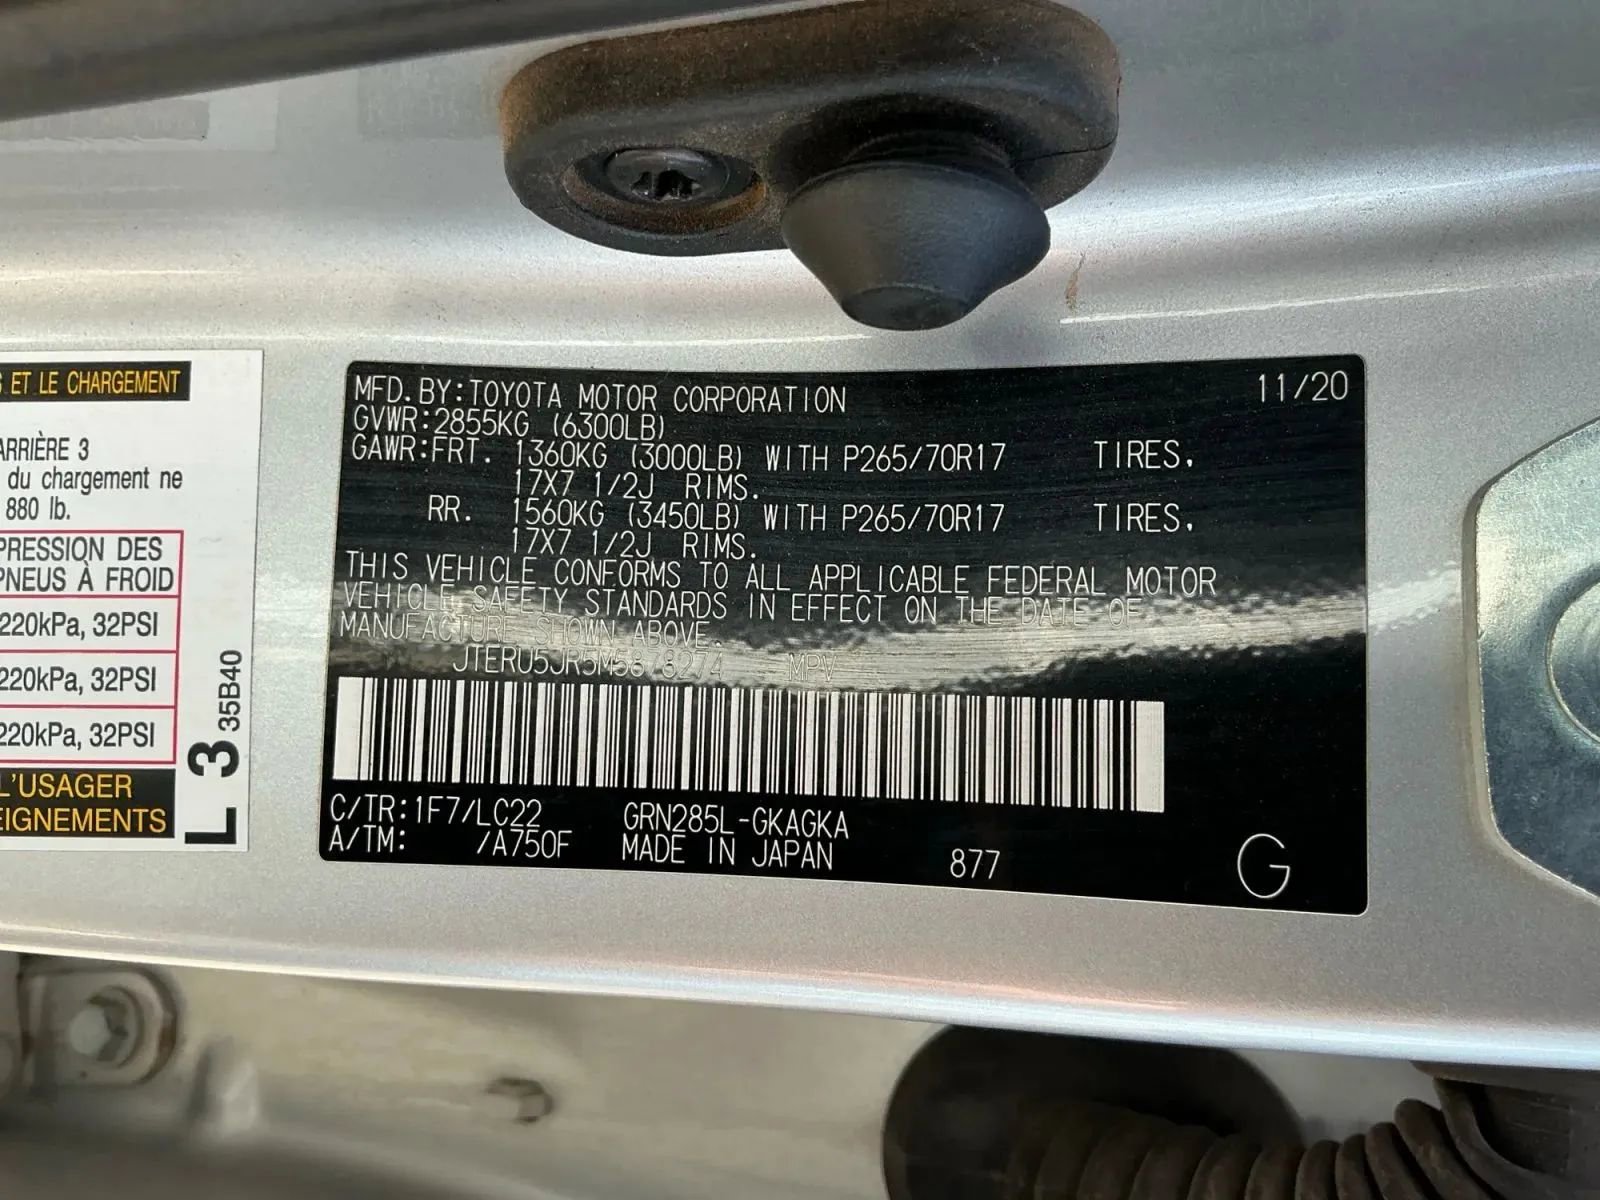 S ET LE CHARGEMENT
ARRIÈRE 3
du chargement ne
880 lb.
PRESSION DES
PNEUS À FROID
220kPa, 32PSI
220kPa, 32PSI
220kPa, 32PSI
L'USAGER
EIGNEMENTS
L 3 35B40
MFD. BY: TOYOTA MOTOR CORPORATION 11/20
GVWR: 2855KG (6300LB)
GAWR: FRT. 1360KG (3000LB) WITH P265/70R17 TIRES,
17X7 1/2J RIMS.
RR. 1560KG (3450LB) WITH P265/70R17 TIRES,
17X7 1/2J RIMS.
THIS VEHICLE CONFORMS TO ALL APPLICABLE FEDERAL MOTOR
VEHICLE SAFETY STANDARDS IN EFFECT ON THE DATE OF
MANUFACTURE SHOWN ABOVE.
JTERU5JR5M5878274 MPV
C/TR: 1F7/LC22 GRN285L-GKAGKA
A/TM: /A750F MADE IN JAPAN 877 G